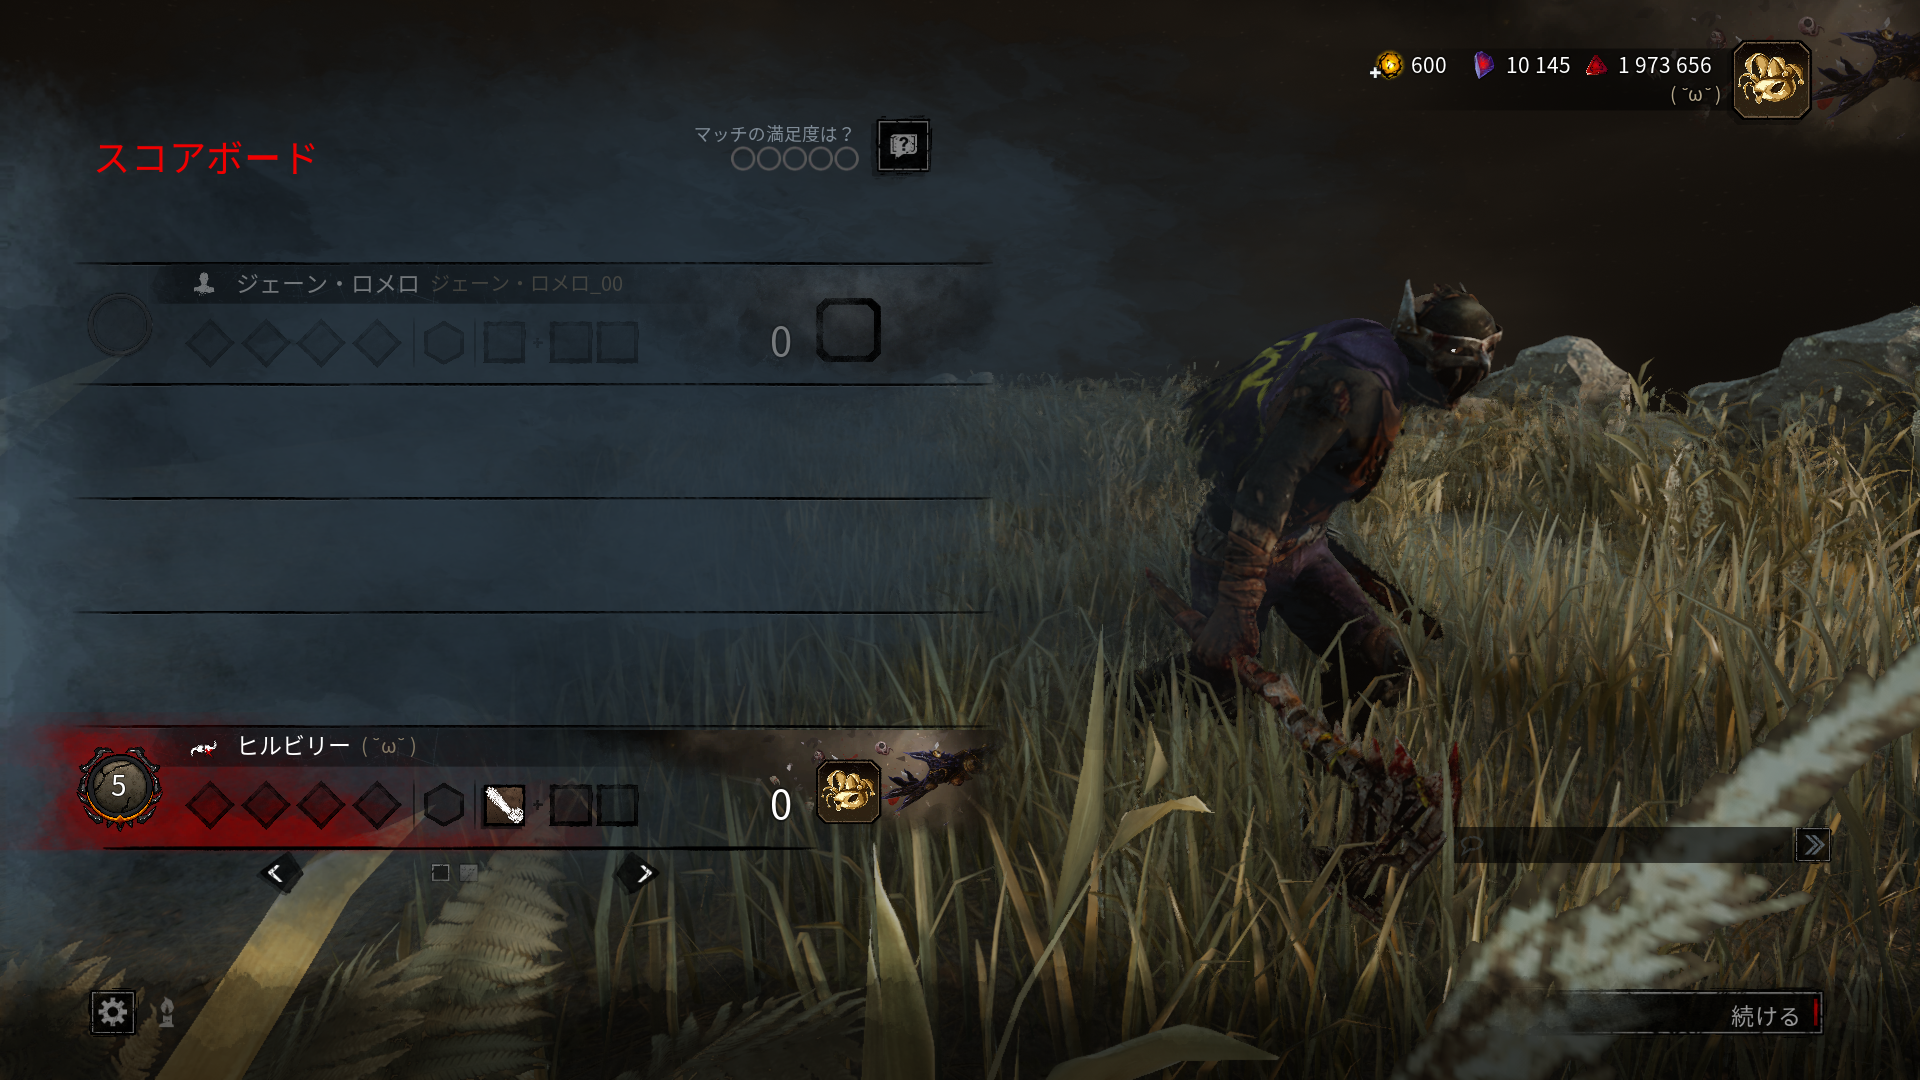 600 10 145 1 973 656
( ˘ω˘ )
スコアボード
マッチの満足度は？
ジェーン・ロメロ ジェーン・ロメロ_00
0
ヒルビリー ( ˘ω˘ )
5
0
続ける